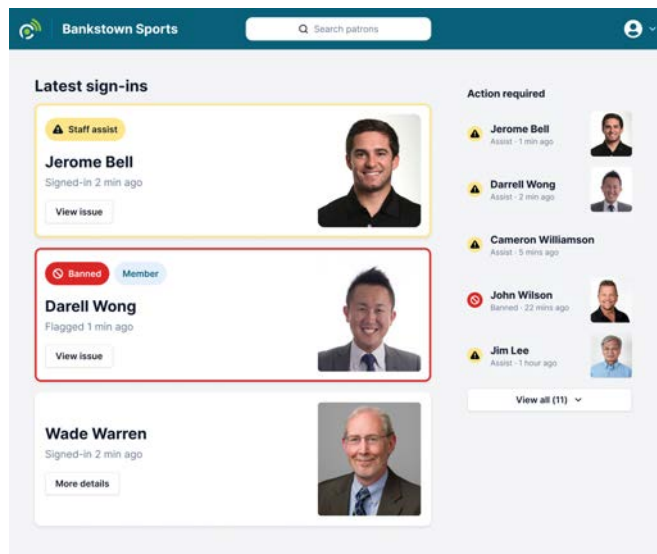 Bankstown Sports
Search patrons
Latest sign-ins
Staff assist
Jerome Bell
Signed-in 2 min ago
View issue
Banned
Member
Darell Wong
Flagged 1 min ago
View issue
Wade Warren
Signed-in 2 min ago
More details
Action required
Jerome Bell
Assist · 1 min ago
Darrell Wong
Assist · 2 min ago
Cameron Williamson
Assist · 5 mins ago
John Wilson
Banned · 22 mins ago
Jim Lee
Assist · 1 hour ago
View all (11)